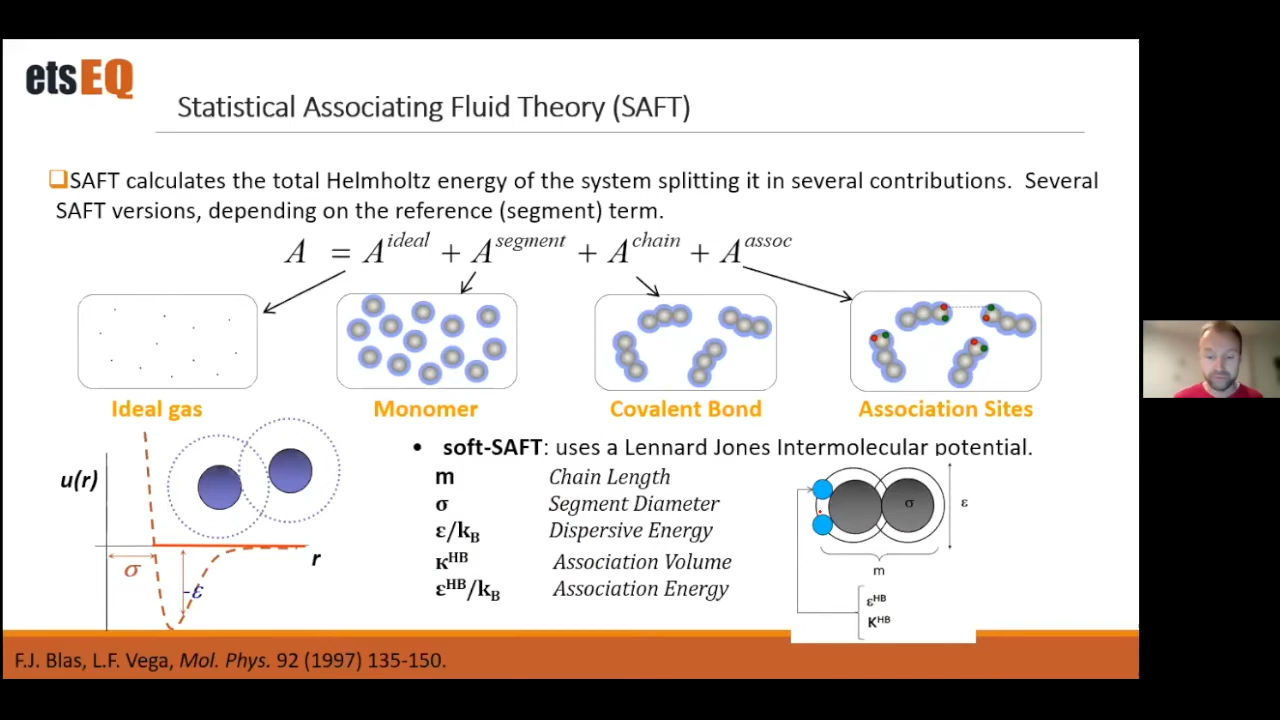 etsEQ
Statistical Associating Fluid Theory (SAFT)
❑SAFT calculates the total Helmholtz energy of the system splitting it in several contributions. Several
SAFT versions, depending on the reference (segment) term.
A = A^ideal + A^segment + A^chain + A^assoc
Ideal gas
Monomer
Covalent Bond
Association Sites
u(r)
r
σ
-ε
• soft-SAFT: uses a Lennard Jones Intermolecular potential.
m Chain Length
σ Segment Diameter
ε/k_B Dispersive Energy
κ^HB Association Volume
ε^HB/k_B Association Energy
σ
ε
m
ε^HB
K^HB
F.J. Blas, L.F. Vega, Mol. Phys. 92 (1997) 135-150.